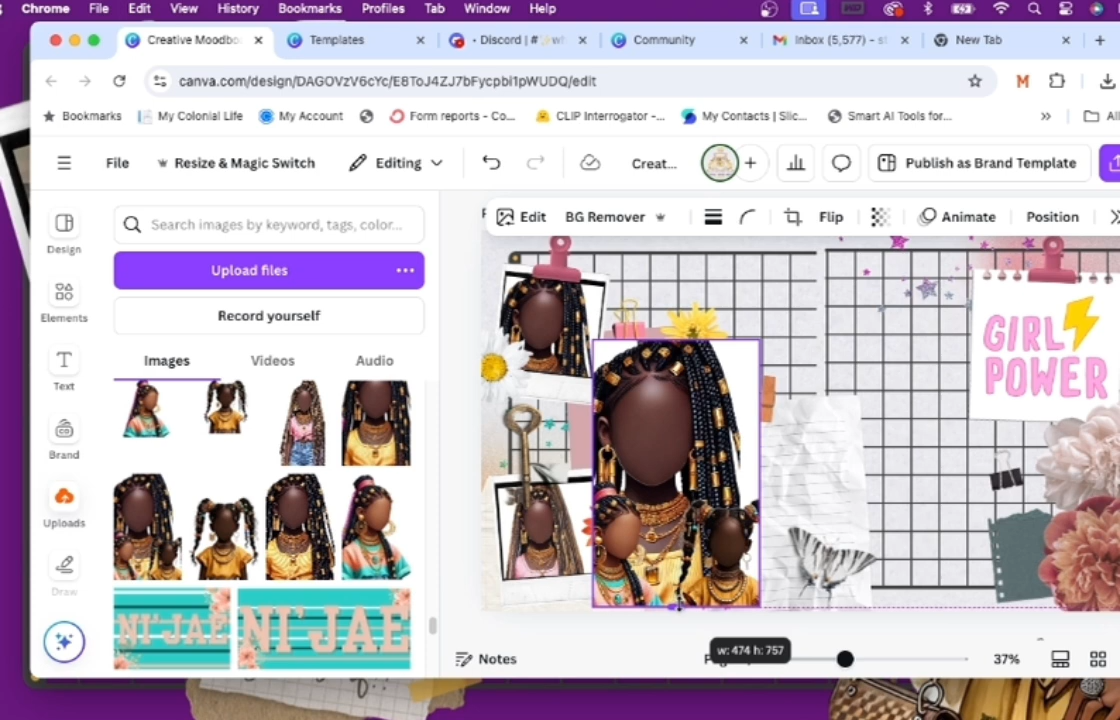 Chrome File Edit View History Bookmarks Profiles Tab Window Help
Creative Moodbo
Templates
• Discord | #
Community
Inbox (5,577) - st
New Tab
canva.com/design/DAGOVzV6cYc/E8ToJ4ZJ7bFycpbi1pWUDQ/edit
Bookmarks
My Colonial Life
My Account
Form reports - Co...
CLIP Interrogator -...
My Contacts | Slic...
Smart AI Tools for...
»
All
File
Resize & Magic Switch
Editing
Creat...
Publish as Brand Template
Design
Elements
Text
Brand
Uploads
Draw
Search images by keyword, tags, color...
Upload files
Record yourself
Images Videos Audio
NI'JAE
NI'JAE
Edit
BG Remover
Flip
Animate
Position
GIRL
POWER
Notes
w: 474 h: 757
37%